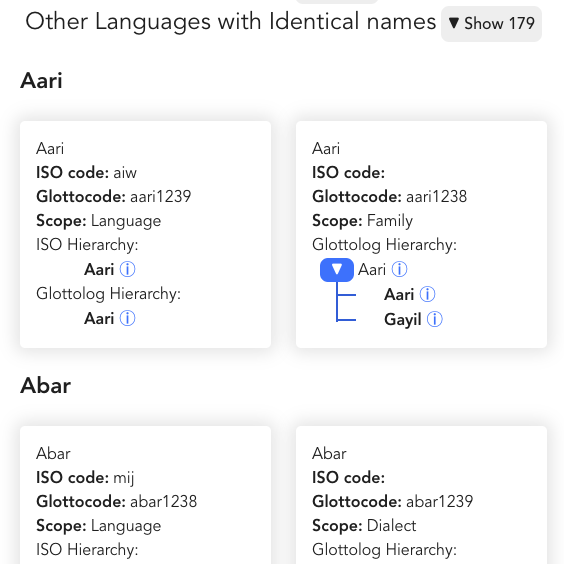 Other Languages with Identical names ▼ Show 179
Aari
Aari
ISO code: aiw
Glottocode: aari1239
Scope: Language
ISO Hierarchy:
Aari ⓘ
Glottolog Hierarchy:
Aari ⓘ
Aari
ISO code:
Glottocode: aari1238
Scope: Family
Glottolog Hierarchy:
▼ Aari ⓘ
Aari ⓘ
Gayil ⓘ
Abar
Abar
ISO code: mij
Glottocode: abar1238
Scope: Language
ISO Hierarchy:
Abar
ISO code:
Glottocode: abar1239
Scope: Dialect
Glottolog Hierarchy: